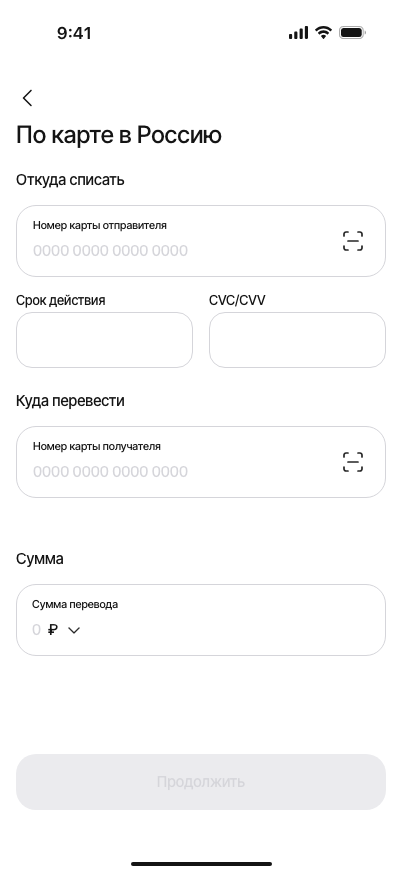 9:41
По карте в Россию
Откуда списать
Номер карты отправителя
0000 0000 0000 0000
Срок действия
CVC/CVV
Куда перевести
Номер карты получателя
0000 0000 0000 0000
Сумма
Сумма перевода
0 ₽
Продолжить